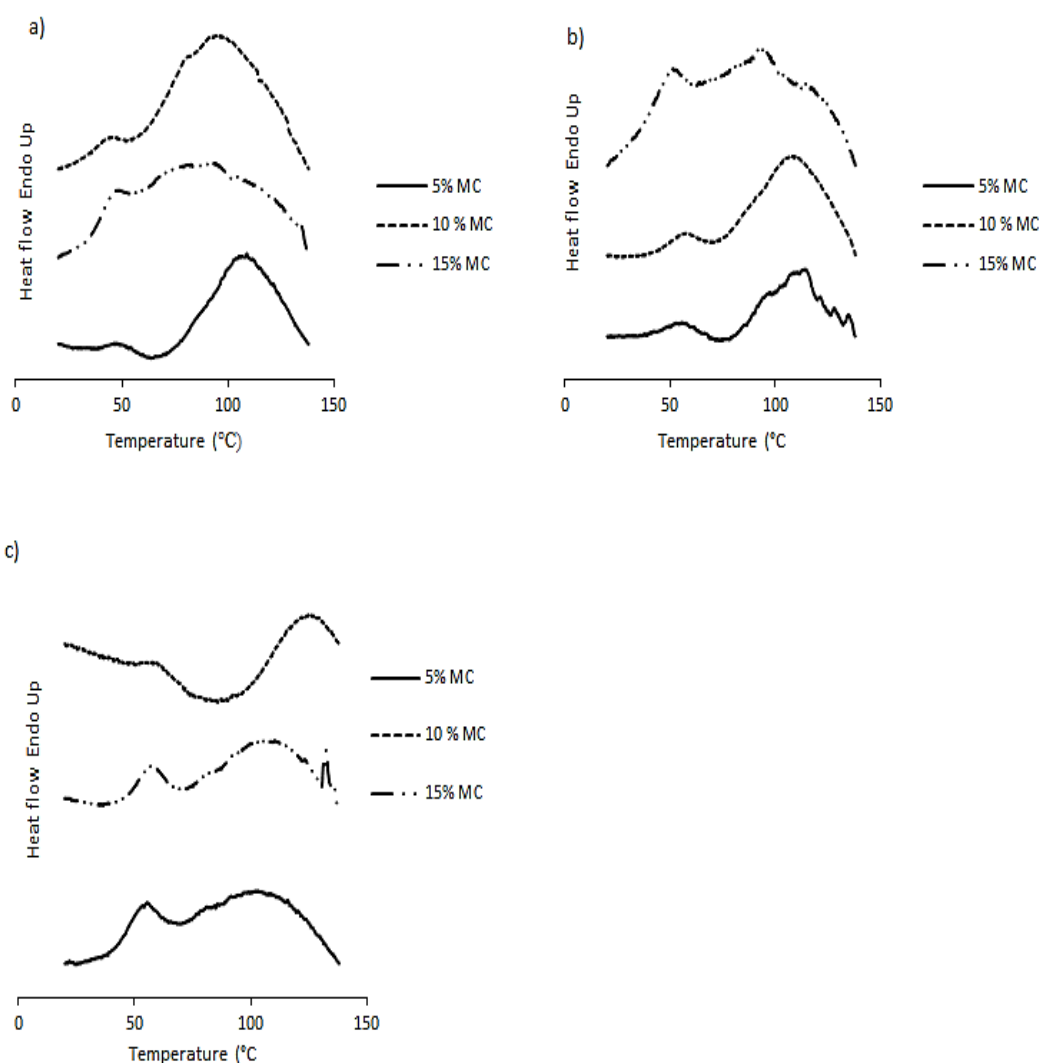 a)
Heat flow Endo Up
5% MC
10 % MC
15% MC
0 50 100 150
Temperature (°C)
b)
Heat flow Endo Up
5% MC
10 % MC
15% MC
0 50 100 150
Temperature (°C
c)
Heat flow Endo Up
5% MC
10 % MC
15% MC
0 50 100 150
Temperature (°C